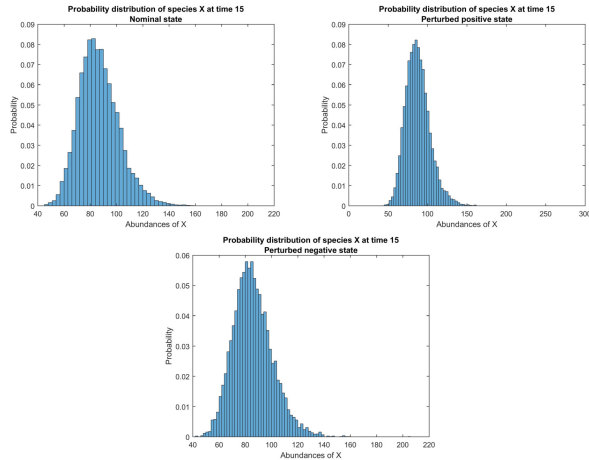 Probability distribution of species X at time 15
Nominal state
0.09
0.08
0.07
0.06
0.05
0.04
0.03
0.02
0.01
0
Probability
40 60 80 100 120 140 160 180 200 220
Abundances of X
Probability distribution of species X at time 15
Perturbed positive state
0.09
0.08
0.07
0.06
0.05
0.04
0.03
0.02
0.01
0
Probability
0 50 100 150 200 250 300
Abundances of X
Probability distribution of species X at time 15
Perturbed negative state
0.06
0.05
0.04
0.03
0.02
0.01
0
Probability
40 60 80 100 120 140 160 180 200 220
Abundances of X